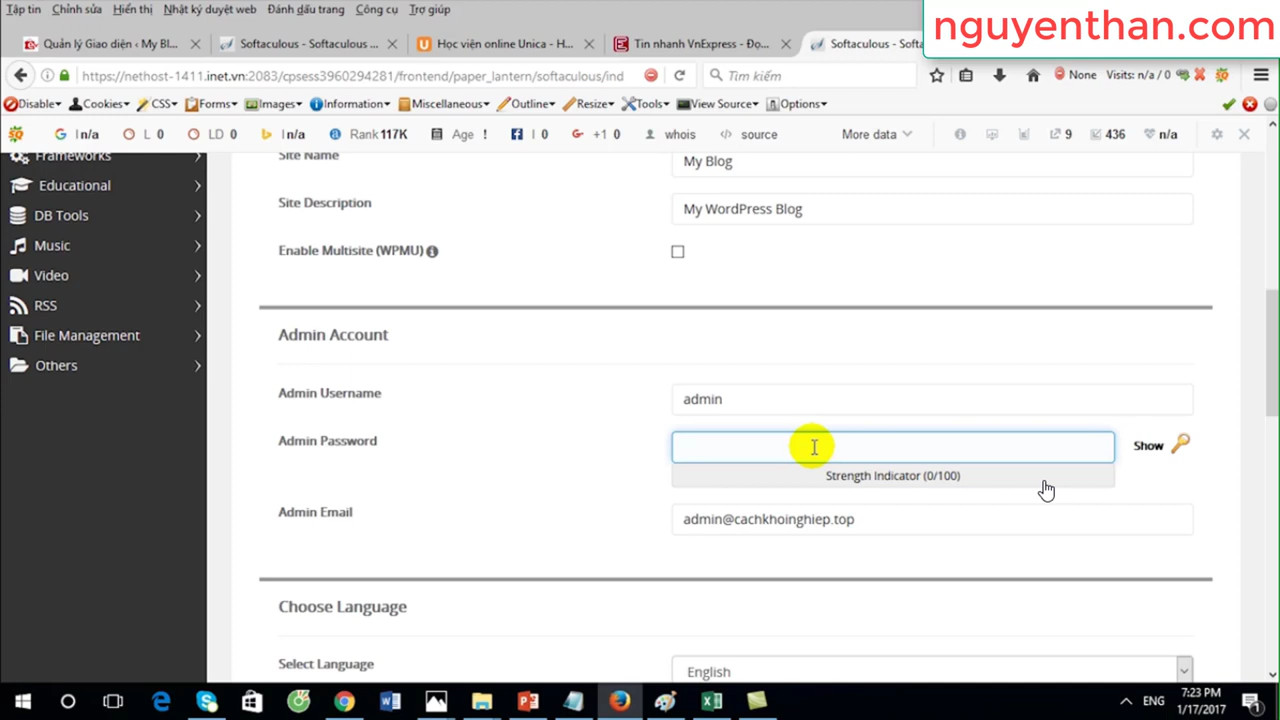 Tập tin Chỉnh sửa Hiển thị Nhật ký duyệt web Đánh dấu trang Công cụ Trợ giúp
nguyenthan.com
Quản lý Giao diện ‹ My Bl... Softaculous - Softaculous ... Học viện online Unica - H... Tin nhanh VnExpress - Đọ... Softaculous - Softa
https://nethost-1411.inet.vn:2083/cpsess3960294281/frontend/paper_lantern/softaculous/ind Tìm kiếm None Visits: n/a / 0
Disable Cookies CSS Forms Images Information Miscellaneous Outline Resize Tools View Source Options
I n/a L 0 LD 0 I n/a Rank 117K Age ! I 0 +1 0 whois source More data 9 436 n/a
Frameworks
Educational
DB Tools
Music
Video
RSS
File Management
Others
Site Name My Blog
Site Description My WordPress Blog
Enable Multisite (WPMU)
Admin Account
Admin Username admin
Admin Password Show
Strength Indicator (0/100)
Admin Email admin@cachkhoinghiep.top
Choose Language
Select Language English
ENG 7:23 PM
1/17/2017